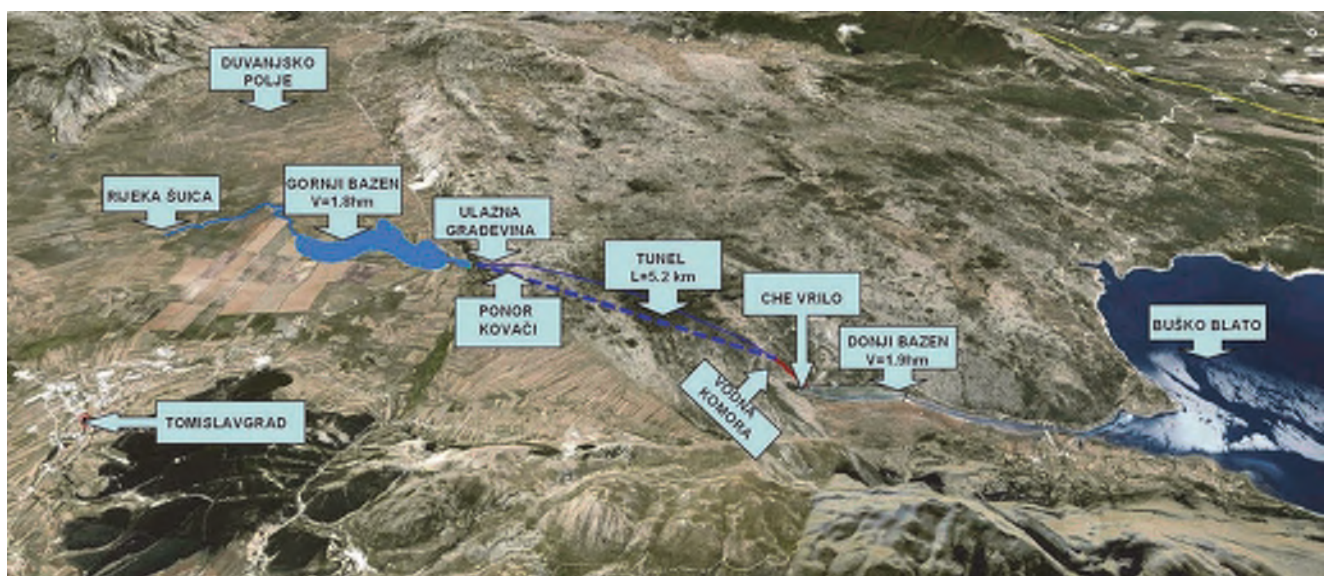 DUVANJSKO
POLJE
RIJEKA ŠUICA
GORNJI BAZEN
V=1.8hm
ULAZNA
GRAĐEVINA
TUNEL
L=5.2 km
CHE VRILO
PONOR
KOVAČI
DONJI BAZEN
V=1.9hm
BUŠKO BLATO
VODNA
KOMORA
TOMISLAVGRAD